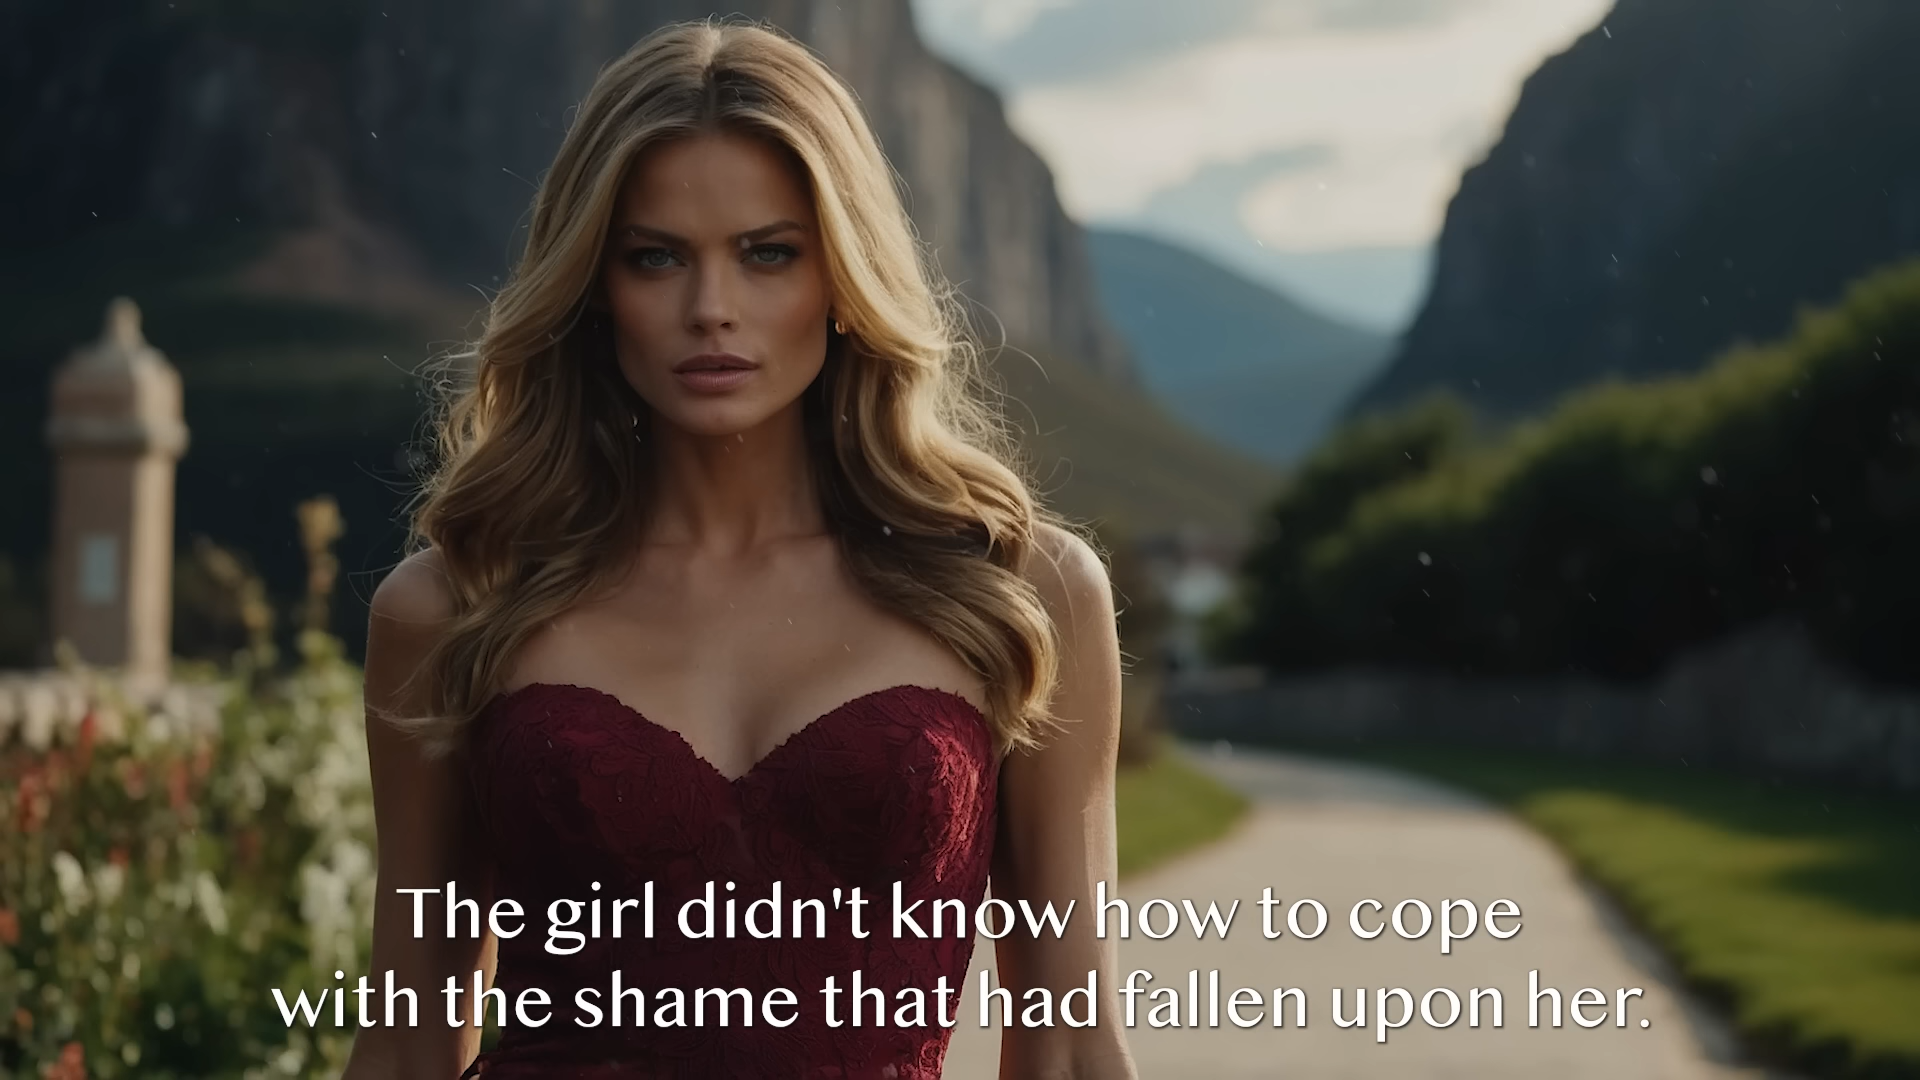 The girl didn't know how to cope
with the shame that had fallen upon her.